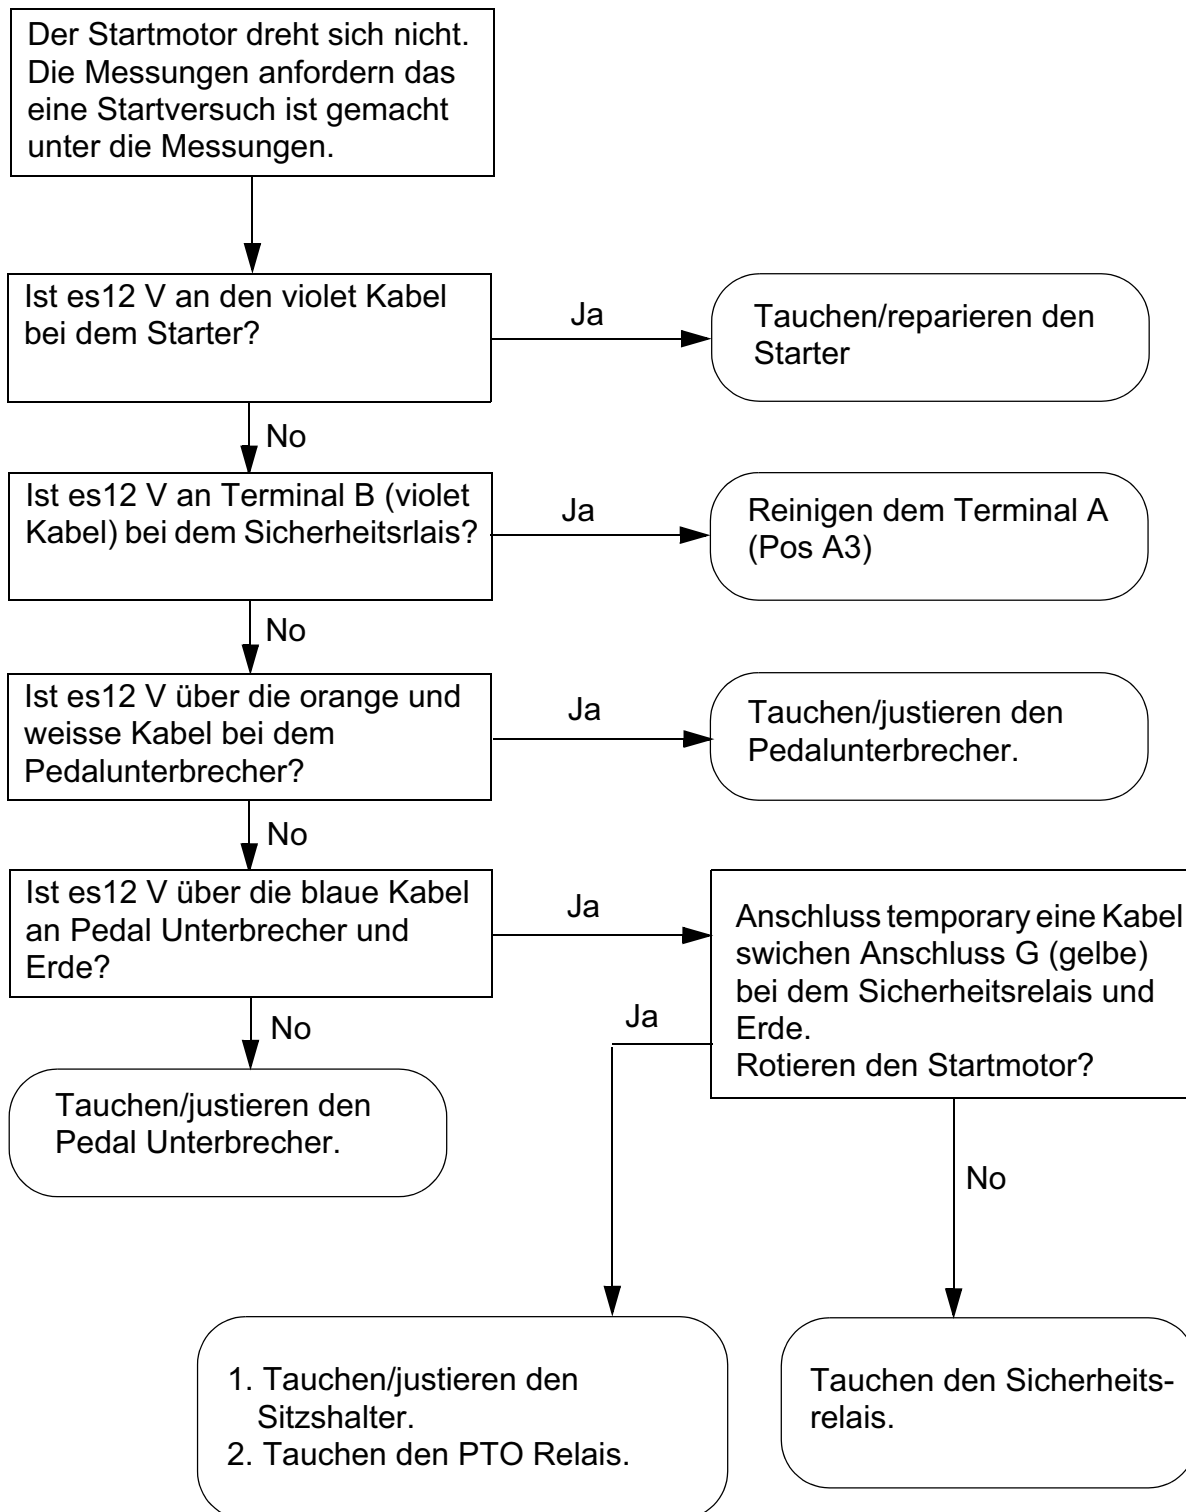 Der Startmotor dreht sich nicht.
Die Messungen anfordern das
eine Startversuch ist gemacht
unter die Messungen.
Ist es12 V an den violet Kabel
bei dem Starter?
Ja
Tauchen/reparieren den
Starter
No
Ist es12 V an Terminal B (violet
Kabel) bei dem Sicherheitsrlais?
Ja
Reinigen dem Terminal A
(Pos A3)
No
Ist es12 V über die orange und
weisse Kabel bei dem
Pedalunterbrecher?
Ja
Tauchen/justieren den
Pedalunterbrecher.
No
Ist es12 V über die blaue Kabel
an Pedal Unterbrecher und
Erde?
Ja
Anschluss temporary eine Kabel
swichen Anschluss G (gelbe)
bei dem Sicherheitsrelais und
Erde.
Rotieren den Startmotor?
No
Tauchen/justieren den
Pedal Unterbrecher.
Ja
No
1. Tauchen/justieren den
Sitzshalter.
2. Tauchen den PTO Relais.
Tauchen den Sicherheits-
relais.